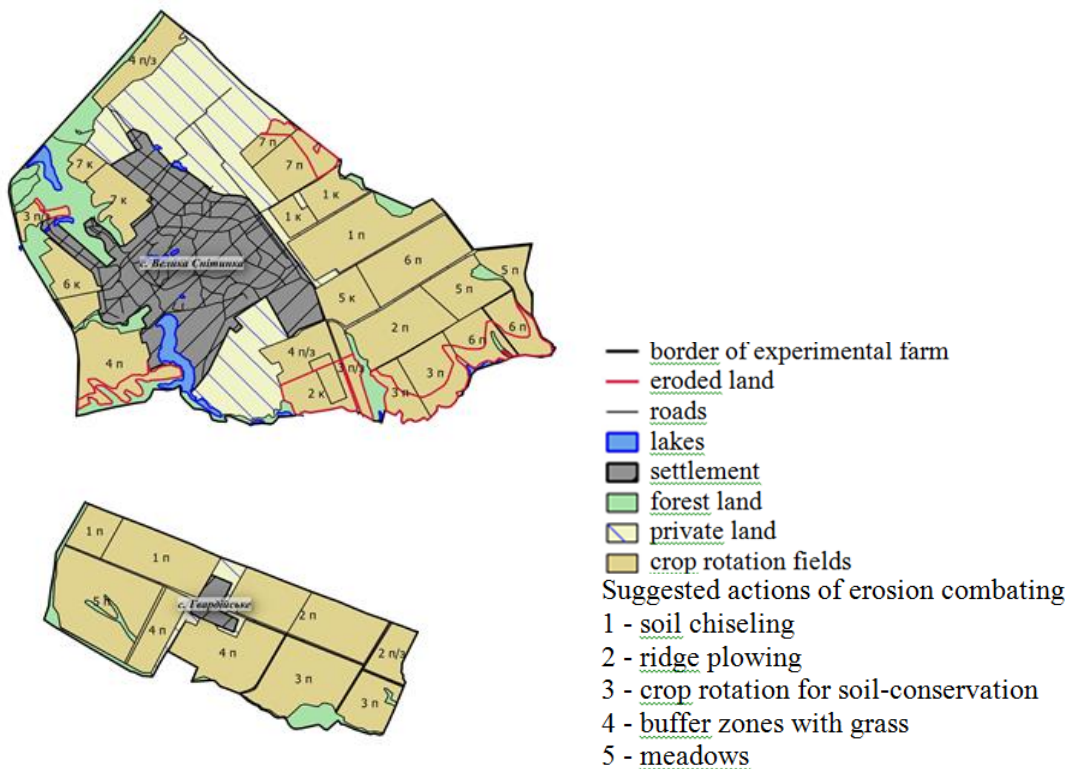 4 п/з
7 п
7 п
7 к
7 к
1 к
1 к
3 п
1 п
6 п
с. Велика Снітинка
5 п
6 к
5 п
5 к
6 п
2 п
6 п
4 п/з
4 п
3 п/з
3 п
2 к
3 п
border of experimental farm
eroded land
roads
lakes
settlement
forest land
private land
crop rotation fields
Suggested actions of erosion combating
1 - soil chiseling
2 - ridge plowing
3 - crop rotation for soil-conservation
4 - buffer zones with grass
5 - meadows
1 п
1 п
5 п
с. Гвардійське
2 п
4 п
4 п
2 п/з
3 п
3 п